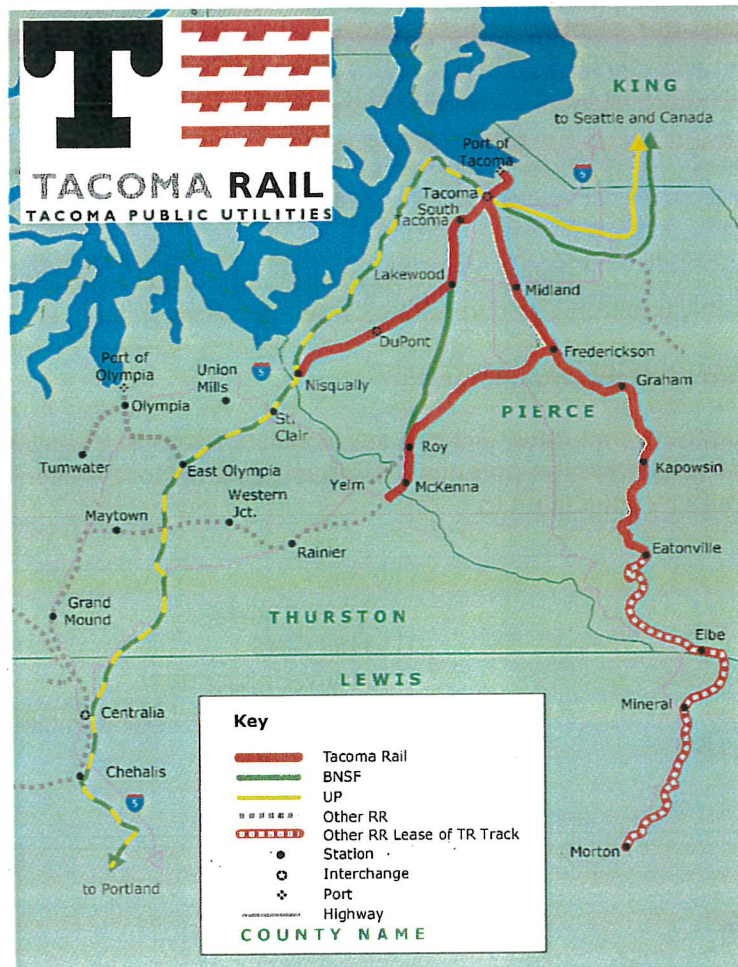 TACOMA RAIL
TACOMA PUBLIC UTILITIES
KING
to Seattle and Canada
Port of
Tacoma
5
Tacoma
South
Tacoma
Lakewood
Midland
DuPont
Frederickson
Port of
Olympia
Union
Mills
5
Nisqually
Graham
Olympia
St.
Clair
PIERCE
Tumwater
East Olympia
Roy
Kapowsin
Yelm
McKenna
Western
Jct.
Maytown
Rainier
Eatonville
Grand
Mound
THURSTON
Elbe
LEWIS
Mineral
Centralia
Chehalis
5
to Portland
Morton
Key
Tacoma Rail
BNSF
UP
Other RR
Other RR Lease of TR Track
Station
Interchange
Port
Highway
COUNTY NAME